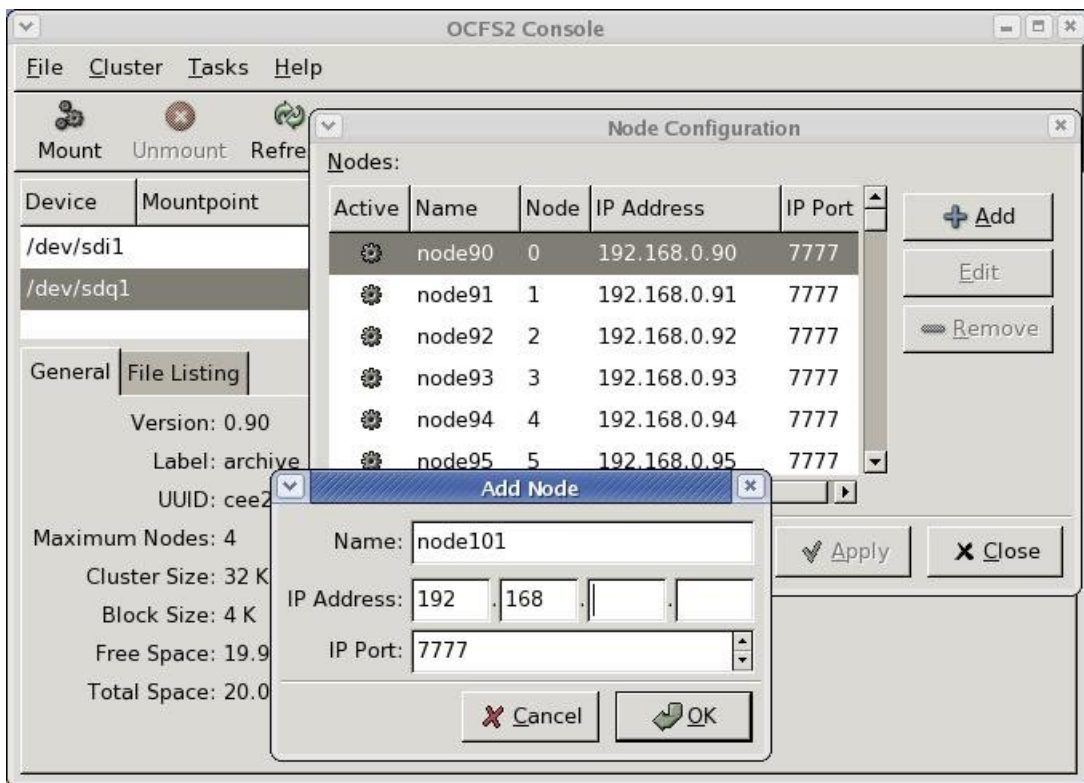 OCFS2 Console
File Cluster Tasks Help
Mount Unmount Refre
Device Mountpoint
/dev/sdi1
/dev/sdq1
General File Listing
Version: 0.90
Label: archive
UUID: cee2
Maximum Nodes: 4
Cluster Size: 32 K
Block Size: 4 K
Free Space: 19.9
Total Space: 20.0
Node Configuration
Nodes:
Active Name Node IP Address IP Port
node90 0 192.168.0.90 7777
node91 1 192.168.0.91 7777
node92 2 192.168.0.92 7777
node93 3 192.168.0.93 7777
node94 4 192.168.0.94 7777
node95 5 192.168.0.95 7777
Add
Edit
Remove
Apply Close
Add Node
Name: node101
IP Address: 192 . 168 . .
IP Port: 7777
Cancel OK